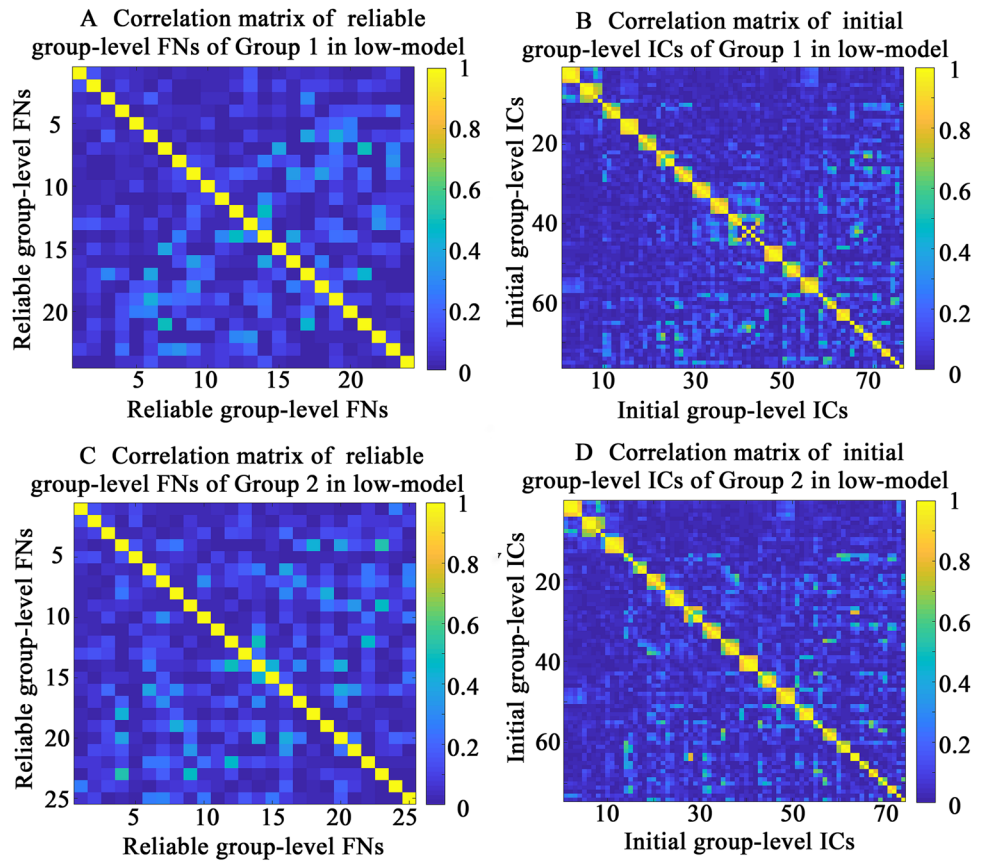 A Correlation matrix of reliable
group-level FNs of Group 1 in low-model
Reliable group-level FNs
5
10
15
20
5 10 15 20
Reliable group-level FNs
1
0.8
0.6
0.4
0.2
0
B Correlation matrix of initial
group-level ICs of Group 1 in low-model
Initial group-level ICs
20
40
60
10 30 50 70
Initial group-level ICs
1
0.8
0.6
0.4
0.2
0
C Correlation matrix of reliable
group-level FNs of Group 2 in low-model
Reliable group-level FNs
5
10
15
20
25
5 10 15 20 25
Reliable group-level FNs
1
0.8
0.6
0.4
0.2
0
D Correlation matrix of initial
group-level ICs of Group 2 in low-model
Initial group-level ICs
20
40
60
10 30 50 70
Initial group-level ICs
1
0.8
0.6
0.4
0.2
0